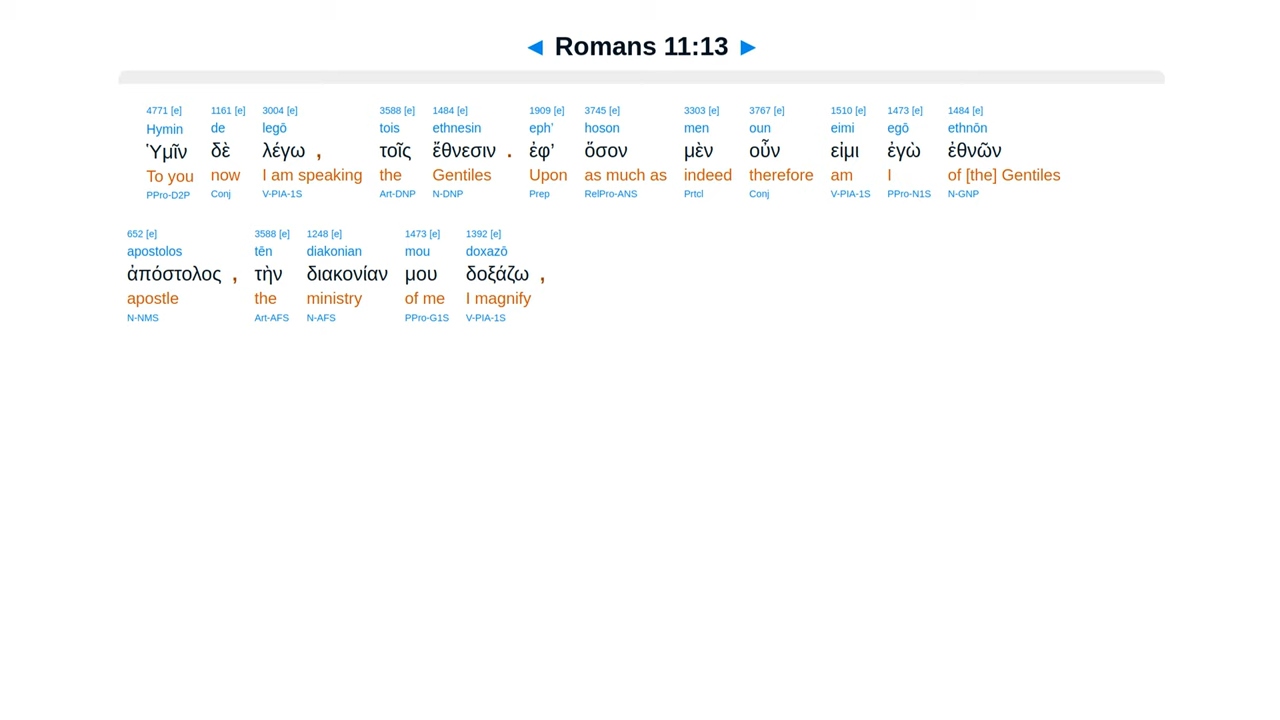 ◄ Romans 11:13 ►
4771 [e] 1161 [e] 3004 [e] 3588 [e] 1484 [e] 1909 [e] 3745 [e] 3303 [e] 3767 [e] 1510 [e] 1473 [e] 1484 [e]
Hymin de legō tois ethnesin eph’ hoson men oun eimi egō ethnōn
Ὑμῖν δὲ λέγω , τοῖς ἔθνεσιν . ἐφ’ ὅσον μὲν οὖν εἰμι ἐγὼ ἐθνῶν
To you now I am speaking the Gentiles Upon as much as indeed therefore am I of [the] Gentiles
PPro-D2P Conj V-PIA-1S Art-DNP N-DNP Prep RelPro-ANS Prtcl Conj V-PIA-1S PPro-N1S N-GNP
652 [e] 3588 [e] 1248 [e] 1473 [e] 1392 [e]
apostolos tēn diakonian mou doxazō
ἀπόστολος , τὴν διακονίαν μου δοξάζω ,
apostle the ministry of me I magnify
N-NMS Art-AFS N-AFS PPro-G1S V-PIA-1S